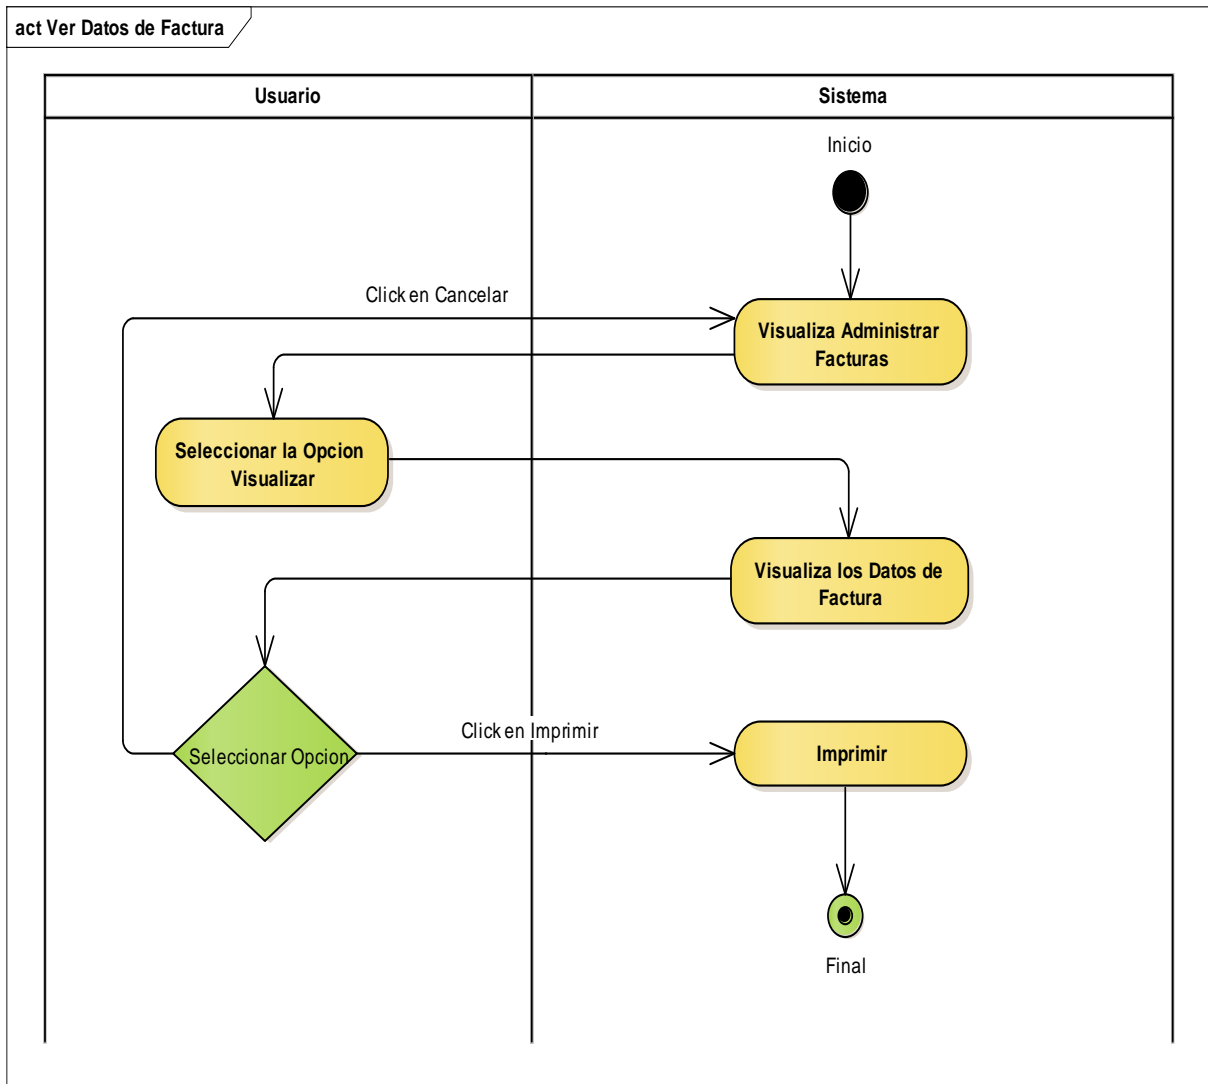 act Ver Datos de Factura
Usuario
Sistema
Inicio
Click en Cancelar
Visualiza Administrar
Facturas
Seleccionar la Opcion
Visualizar
Visualiza los Datos de
Factura
Click en Imprimir
Seleccionar Opcion
Imprimir
Final